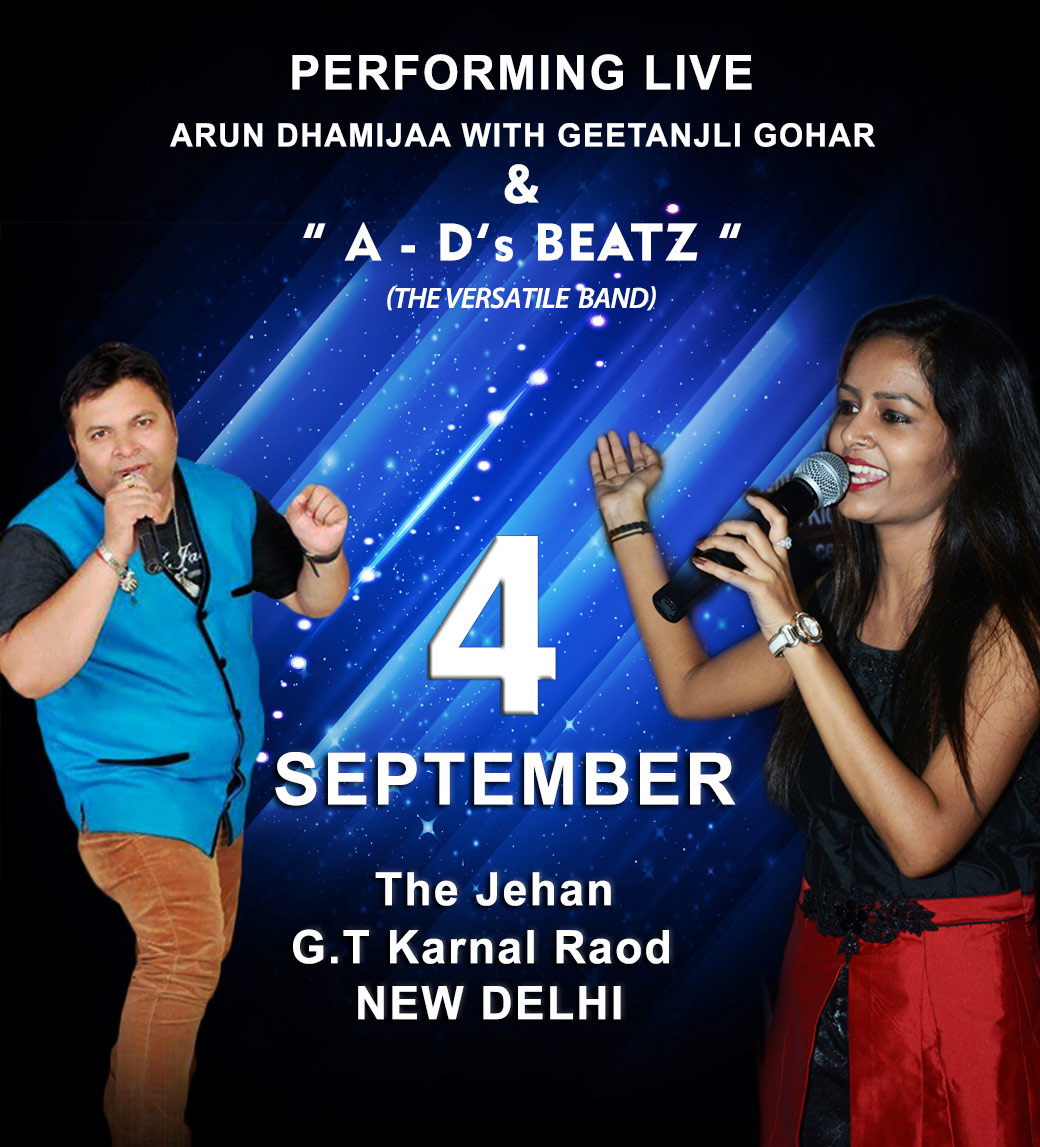 PERFORMING LIVE
ARUN DHAMIJAA WITH GEETANJLI GOHAR
&
" A - D's BEATZ "
(THE VERSATILE BAND)
4
SEPTEMBER
The Jehan
G.T Karnal Raod
NEW DELHI